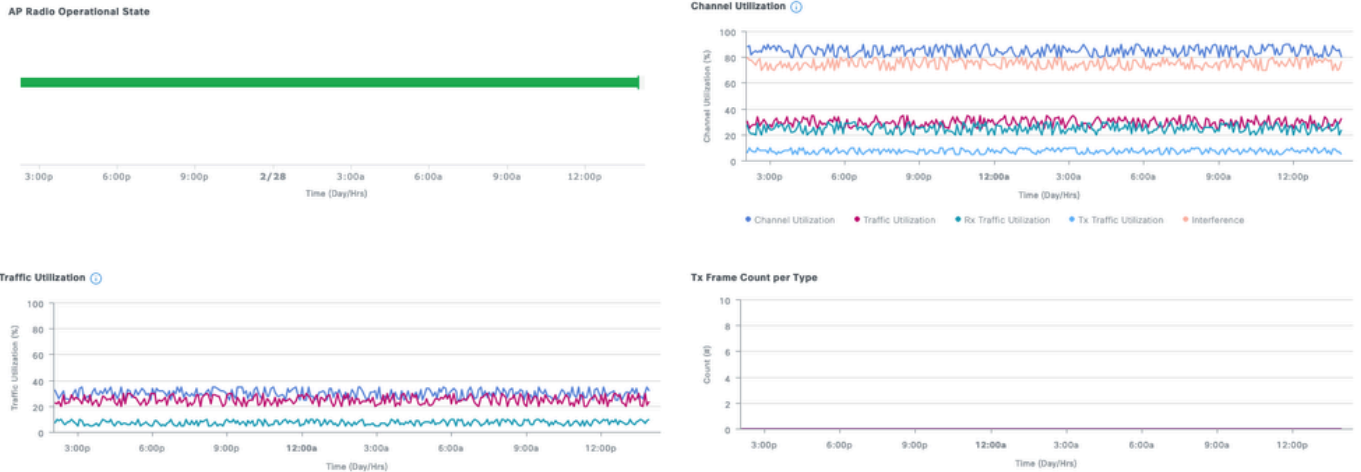 AP Radio Operational State
3:00p 6:00p 9:00p 2/28 3:00a 6:00a 9:00a 12:00p
Time (Day/Hrs)
Channel Utilization
100
80
60
40
20
0
Channel Utilization (%)
3:00p 6:00p 9:00p 12:00a 3:00a 6:00a 9:00a 12:00p
Time (Day/Hrs)
Channel Utilization Traffic Utilization Rx Traffic Utilization Tx Traffic Utilization Interference
Traffic Utilization
100
80
60
40
20
0
Traffic Utilization (%)
3:00p 6:00p 9:00p 12:00a 3:00a 6:00a 9:00a 12:00p
Time (Day/Hrs)
Tx Frame Count per Type
10
8
6
4
2
0
Count (#)
3:00p 6:00p 9:00p 12:00a 3:00a 6:00a 9:00a 12:00p
Time (Day/Hrs)